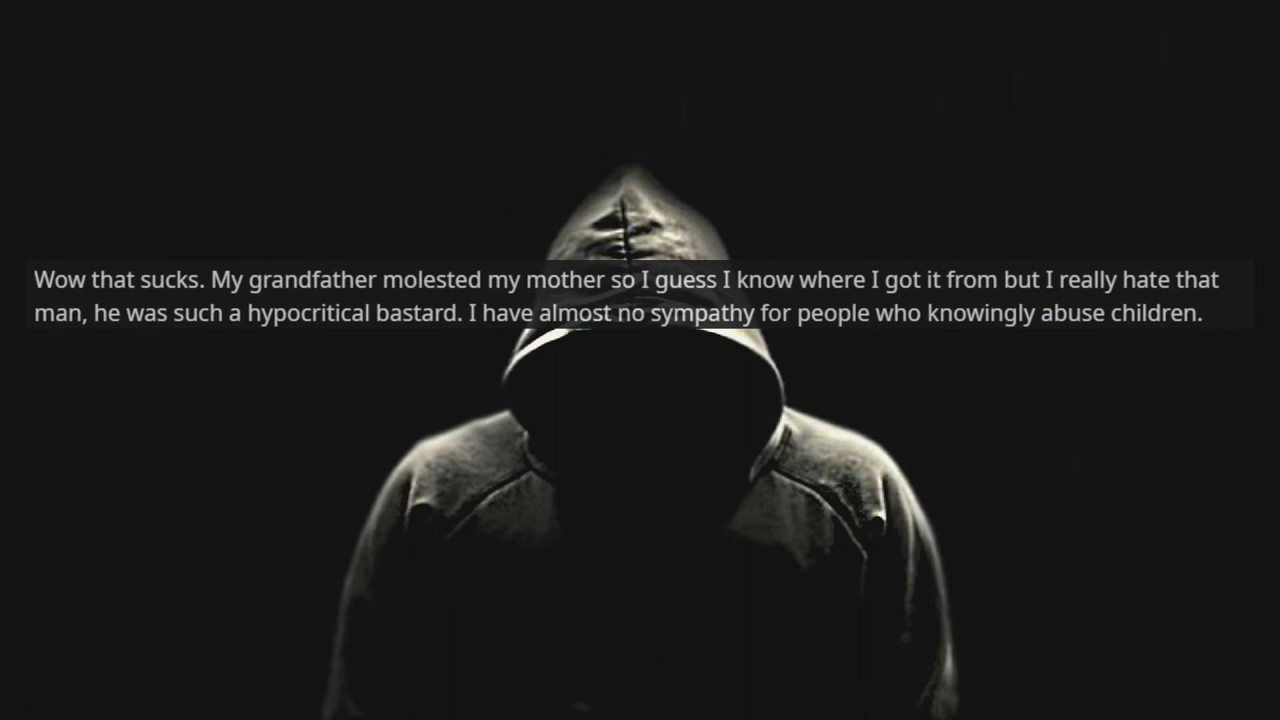 Wow that sucks. My grandfather molested my mother so I guess I know where I got it from but I really hate that
man, he was such a hypocritical bastard. I have almost no sympathy for people who knowingly abuse children.